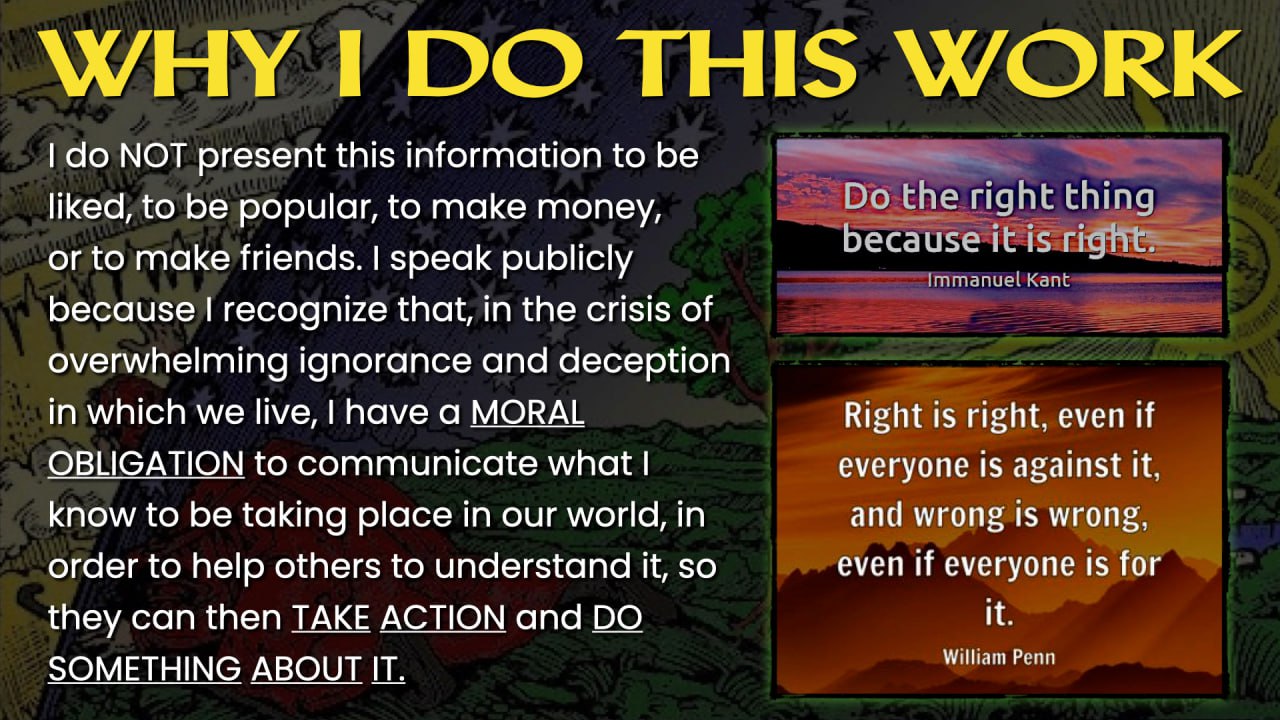 WHY I DO THIS WORK
I do NOT present this information to be
liked, to be popular, to make money,
or to make friends. I speak publicly
because I recognize that, in the crisis of
overwhelming ignorance and deception
in which we live, I have a MORAL
OBLIGATION to communicate what I
know to be taking place in our world, in
order to help others to understand it, so
they can then TAKE ACTION and DO
SOMETHING ABOUT IT.
Do the right thing
because it is right.
Immanuel Kant
Right is right, even if
everyone is against it,
and wrong is wrong,
even if everyone is for
it.
William Penn